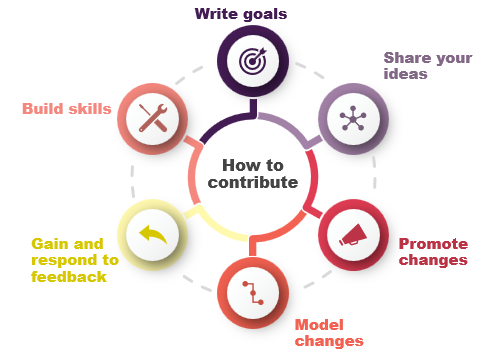 Write goals
Share your
ideas
Build skills
How to
contribute
Gain and
respond to
feedback
Promote
changes
Model
changes